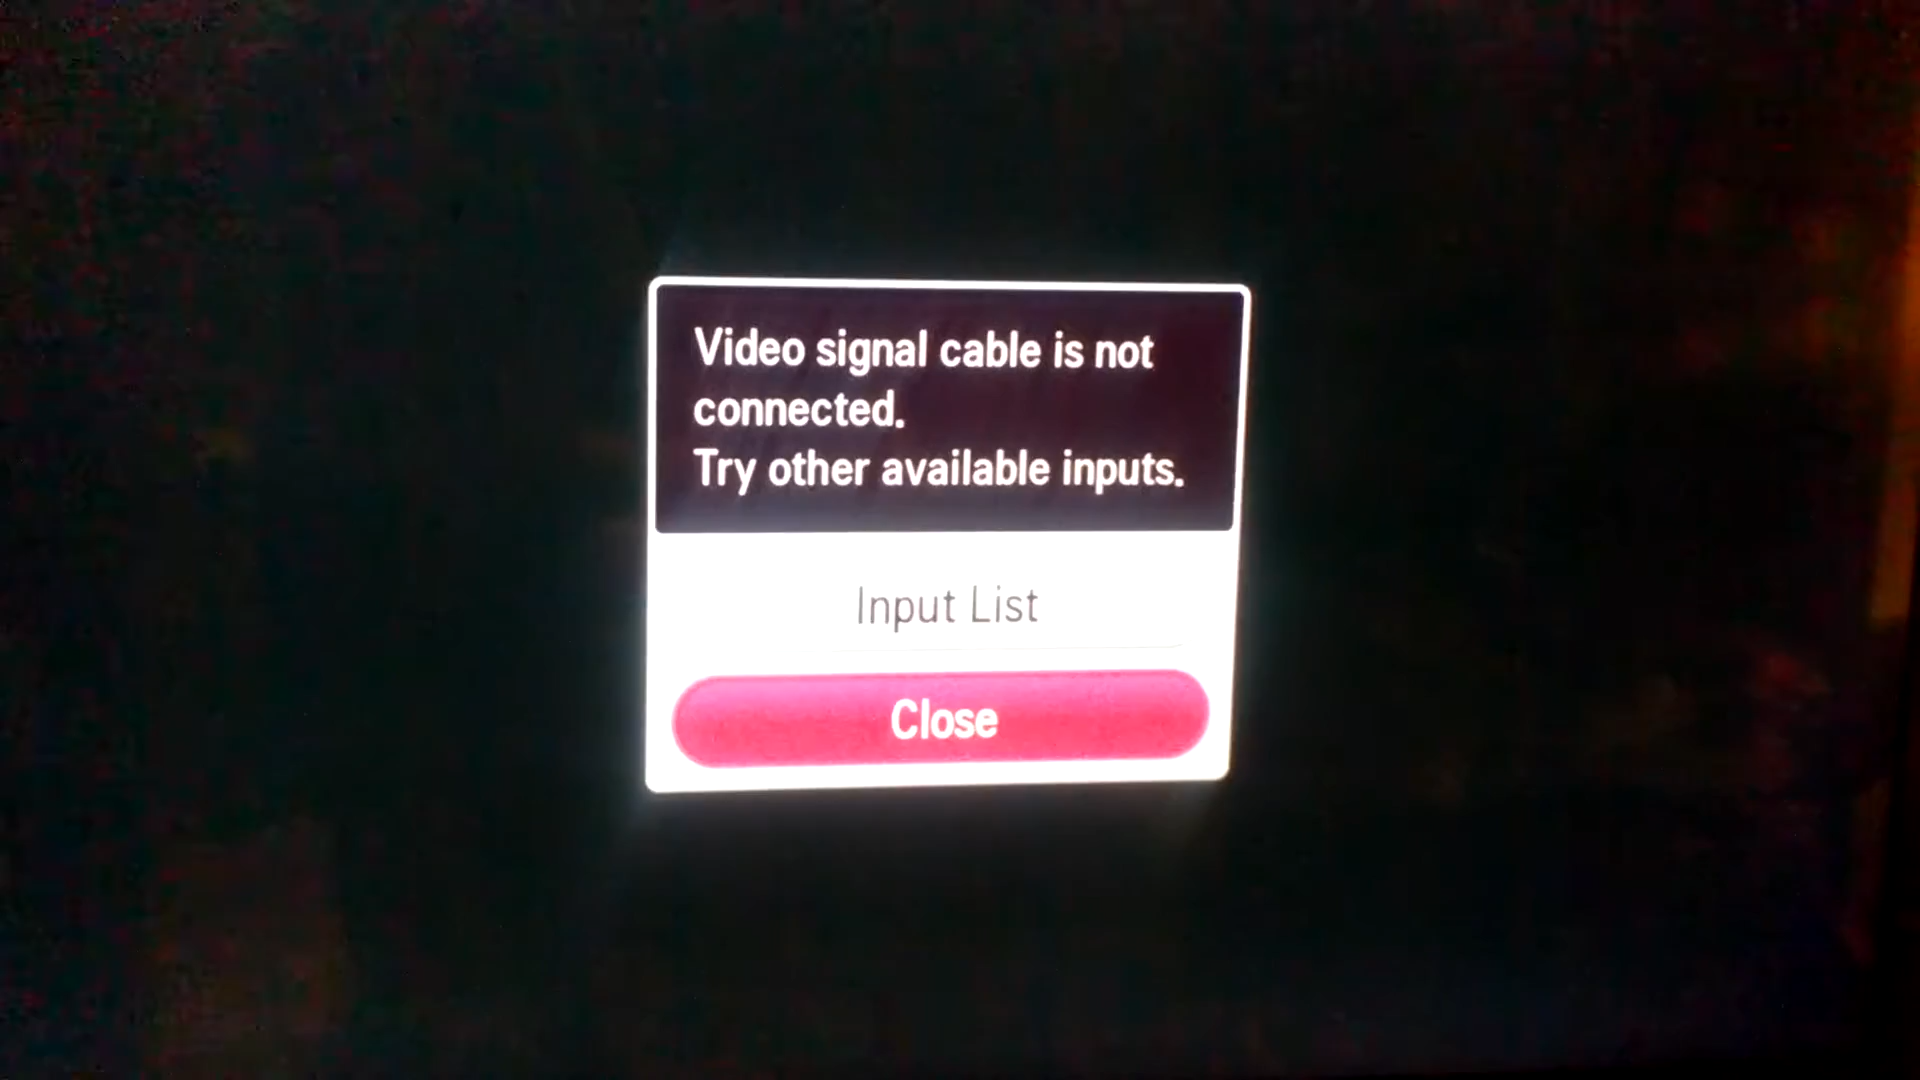 Video signal cable is not
connected.
Try other available inputs.
Input List
Close